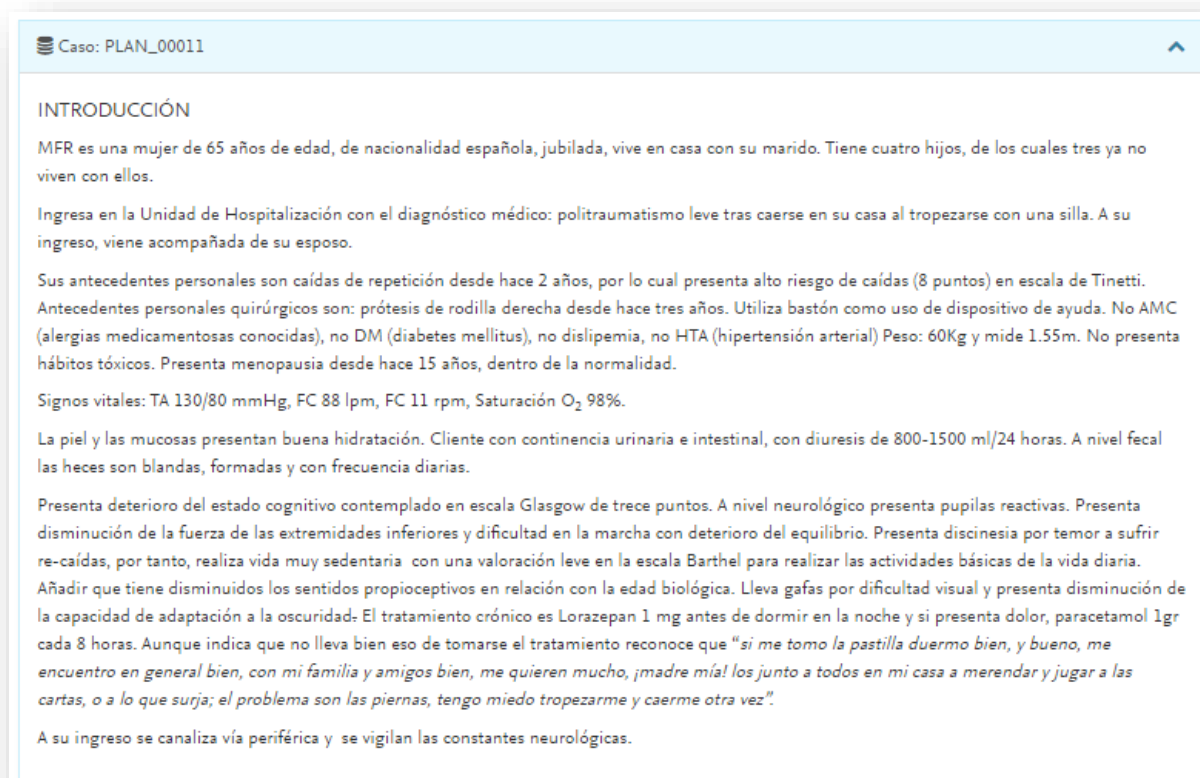 Caso: PLAN_00011
INTRODUCCIÓN
MFR es una mujer de 65 años de edad, de nacionalidad española, jubilada, vive en casa con su marido. Tiene cuatro hijos, de los cuales tres ya no
viven con ellos.
Ingresa en la Unidad de Hospitalización con el diagnóstico médico: politraumatismo leve tras caerse en su casa al tropezarse con una silla. A su
ingreso, viene acompañada de su esposo.
Sus antecedentes personales son caídas de repetición desde hace 2 años, por lo cual presenta alto riesgo de caídas (8 puntos) en escala de Tinetti.
Antecedentes personales quirúrgicos son: prótesis de rodilla derecha desde hace tres años. Utiliza bastón como uso de dispositivo de ayuda. No AMC
(alergias medicamentosas conocidas), no DM (diabetes mellitus), no dislipemia, no HTA (hipertensión arterial) Peso: 60Kg y mide 1.55m. No presenta
hábitos tóxicos. Presenta menopausia desde hace 15 años, dentro de la normalidad.
Signos vitales: TA 130/80 mmHg, FC 88 lpm, FC 11 rpm, Saturación O₂ 98%.
La piel y las mucosas presentan buena hidratación. Cliente con continencia urinaria e intestinal, con diuresis de 800-1500 ml/24 horas. A nivel fecal
las heces son blandas, formadas y con frecuencia diarias.
Presenta deterioro del estado cognitivo contemplado en escala Glasgow de trece puntos. A nivel neurológico presenta pupilas reactivas. Presenta
disminución de la fuerza de las extremidades inferiores y dificultad en la marcha con deterioro del equilibrio. Presenta discinesia por temor a sufrir
re-caídas, por tanto, realiza vida muy sedentaria con una valoración leve en la escala Barthel para realizar las actividades básicas de la vida diaria.
Añadir que tiene disminuidos los sentidos propioceptivos en relación con la edad biológica. Lleva gafas por dificultad visual y presenta disminución de
la capacidad de adaptación a la oscuridad. El tratamiento crónico es Lorazepan 1 mg antes de dormir en la noche y si presenta dolor, paracetamol 1gr
cada 8 horas. Aunque indica que no lleva bien eso de tomarse el tratamiento reconoce que “si me tomo la pastilla duermo bien, y bueno, me
encuentro en general bien, con mi familia y amigos bien, me quieren mucho, ¡madre mía! los junto a todos en mi casa a merendar y jugar a las
cartas, o a lo que surja; el problema son las piernas, tengo miedo tropezarme y caerme otra vez”.
A su ingreso se canaliza vía periférica y se vigilan las constantes neurológicas.